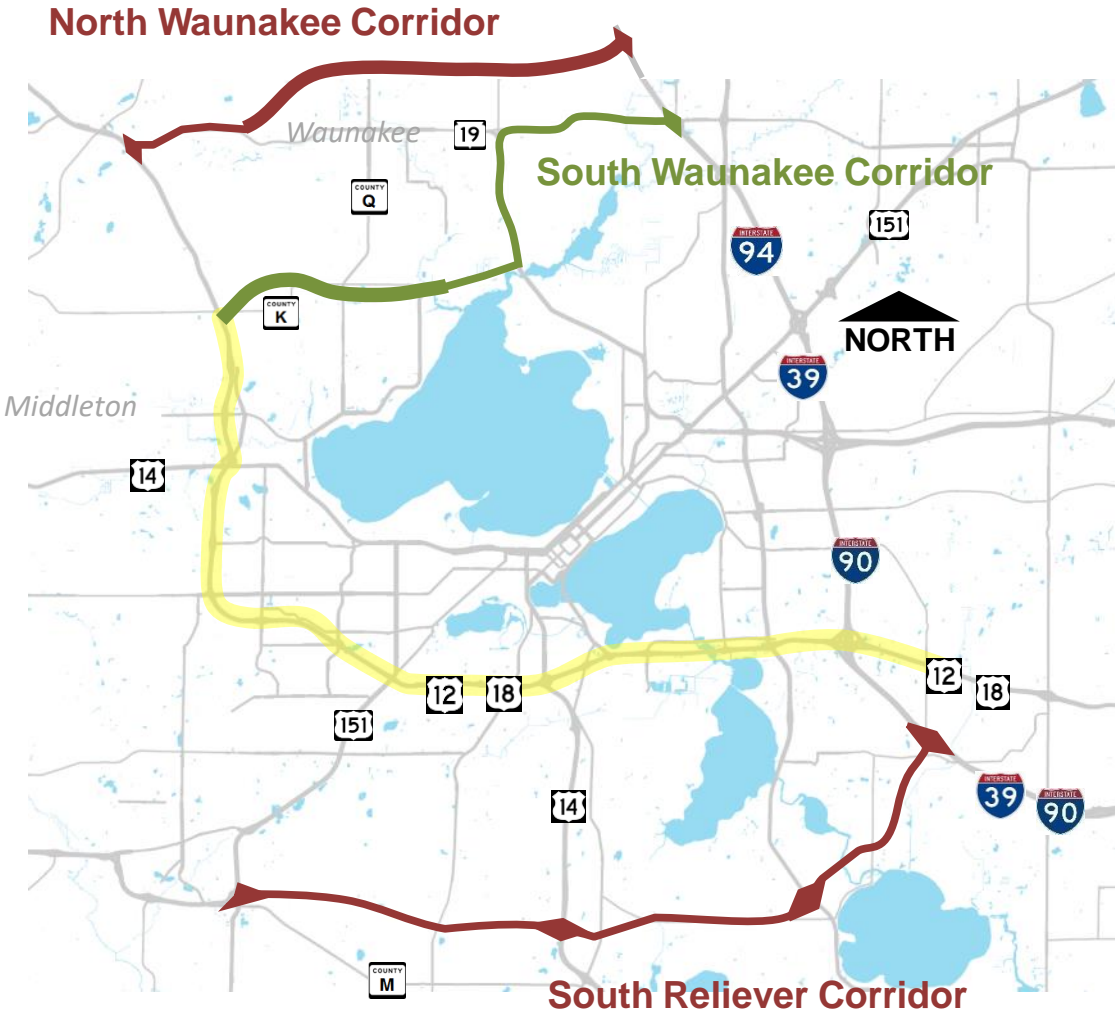 North Waunakee Corridor
Waunakee
19
South Waunakee Corridor
COUNTY
Q
151
INTERSTATE
94
COUNTY
K
NORTH
INTERSTATE
39
Middleton
14
INTERSTATE
90
12
18
12
18
151
INTERSTATE
39
INTERSTATE
90
14
COUNTY
M
South Reliever Corridor